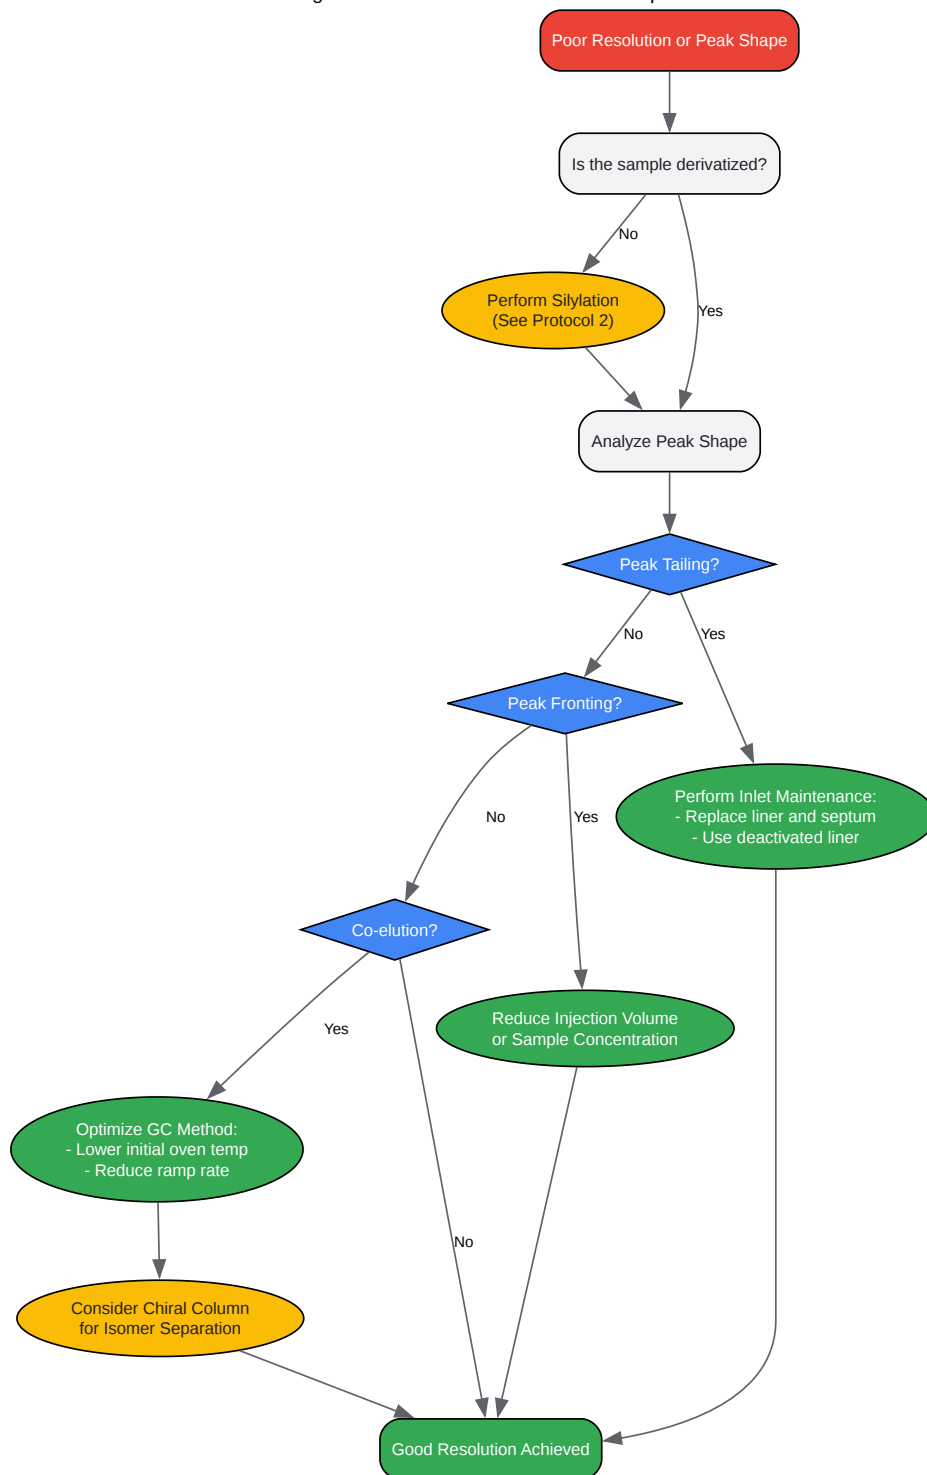 Poor Resolution or Peak Shape
Is the sample derivatized?
No
Perform Silylation
(See Protocol 2)
Yes
Analyze Peak Shape
Peak Tailing?
No
Yes
Peak Fronting?
Perform Inlet Maintenance:
- Replace liner and septum
- Use deactivated liner
No
Yes
Co-elution?
Reduce Injection Volume
or Sample Concentration
Yes
Optimize GC Method:
- Lower initial oven temp
- Reduce ramp rate
No
Consider Chiral Column
for Isomer Separation
Good Resolution Achieved